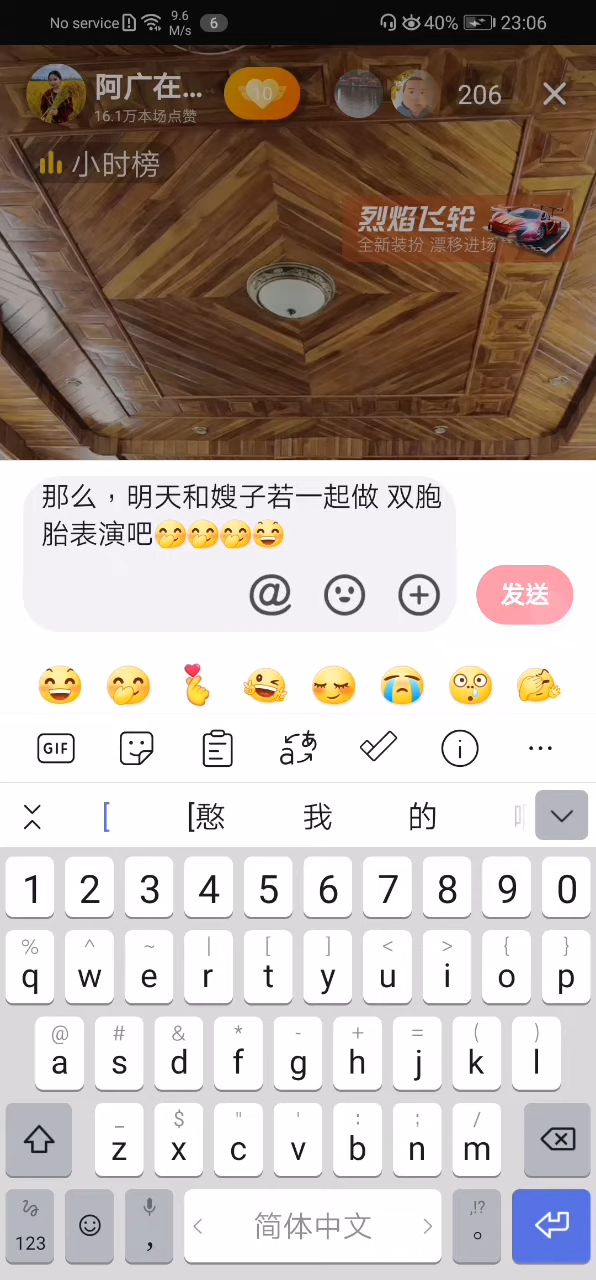 No service
9.6
M/s
6
40%
23:06
阿广在...
16.1万本场点赞
10
206
小时榜
烈焰飞轮
全新装扮 漂移进场
那么，明天和嫂子若一起做 双胞
胎表演吧🤭🤭🤭😄
@
发送
GIF
[ [憨 我 的
1 2 3 4 5 6 7 8 9 0
% ^ ~ | [ ] < > { }
q w e r t y u i o p
@ # & * - + = ( )
a s d f g h j k l
_ $ " ' : ; /
z x c v b n m
,!?
123 , 简体中文 。